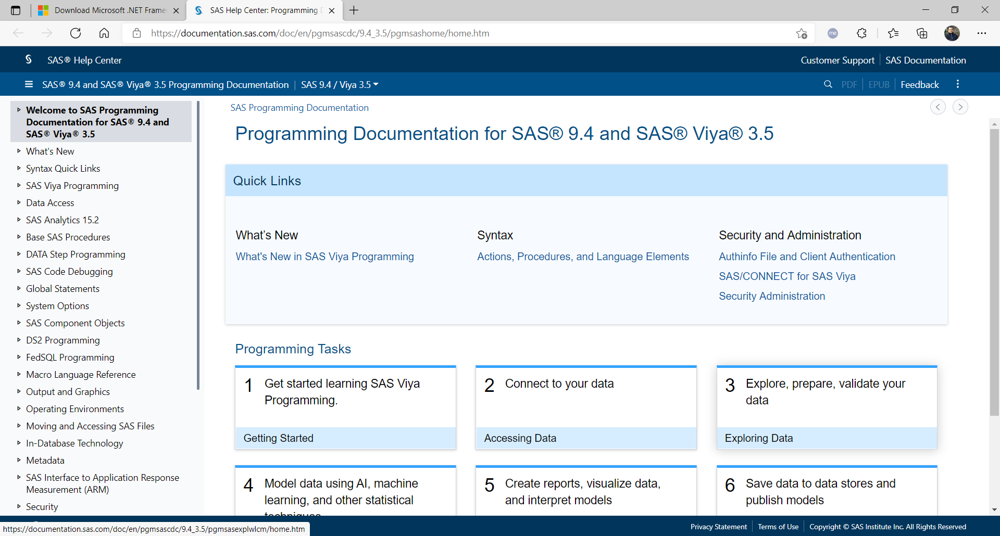 Download Microsoft .NET Frame
SAS Help Center: Programming D
https://documentation.sas.com/doc/en/pgmsascdc/9.4_3.5/pgmsashome/home.htm
me
SAS® Help Center
Customer Support
SAS Documentation
SAS® 9.4 and SAS® Viya® 3.5 Programming Documentation
SAS 9.4 / Viya 3.5
PDF
EPUB
Feedback
Welcome to SAS Programming
Documentation for SAS® 9.4 and
SAS® Viya® 3.5
What's New
Syntax Quick Links
SAS Viya Programming
Data Access
SAS Analytics 15.2
Base SAS Procedures
DATA Step Programming
SAS Code Debugging
Global Statements
System Options
SAS Component Objects
DS2 Programming
FedSQL Programming
Macro Language Reference
Output and Graphics
Operating Environments
Moving and Accessing SAS Files
In-Database Technology
Metadata
SAS Interface to Application Response
Measurement (ARM)
Security
SAS Programming Documentation
Programming Documentation for SAS® 9.4 and SAS® Viya® 3.5
Quick Links
What’s New
What's New in SAS Viya Programming
Syntax
Actions, Procedures, and Language Elements
Security and Administration
Authinfo File and Client Authentication
SAS/CONNECT for SAS Viya
Security Administration
Programming Tasks
1 Get started learning SAS Viya
Programming.
Getting Started
2 Connect to your data
Accessing Data
3 Explore, prepare, validate your
data
Exploring Data
4 Model data using AI, machine
learning, and other statistical
techniques
5 Create reports, visualize data,
and interpret models
6 Save data to data stores and
publish models
https://documentation.sas.com/doc/en/pgmsascdc/9.4_3.5/pgmsasexplwlcm/home.htm
Privacy Statement
Terms of Use
Copyright © SAS Institute Inc. All Rights Reserved